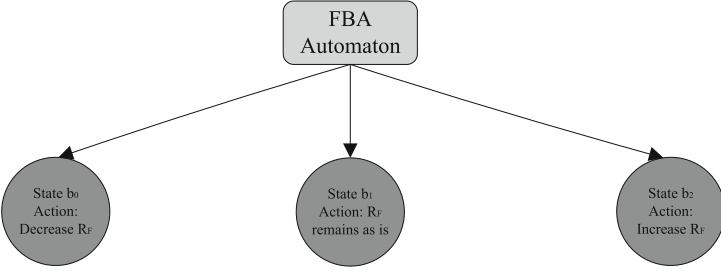 FBA
Automaton
State b0
Action:
Decrease RF
State b1
Action: RF
remains as is
State b2
Action:
Increase RF